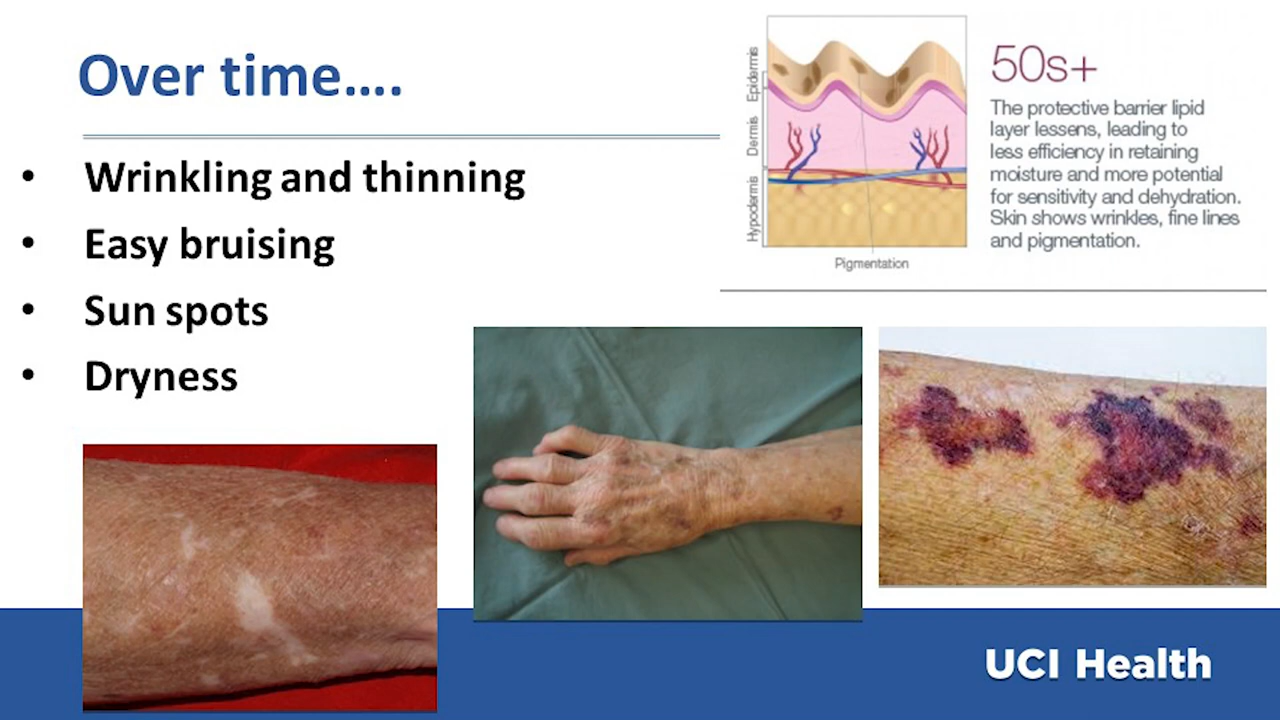 Over time....
• Wrinkling and thinning
• Easy bruising
• Sun spots
• Dryness
Epidermis
Dermis
Hypodermis
Pigmentation
50s+
The protective barrier lipid
layer lessens, leading to
less efficiency in retaining
moisture and more potential
for sensitivity and dehydration.
Skin shows wrinkles, fine lines
and pigmentation.
UCI Health